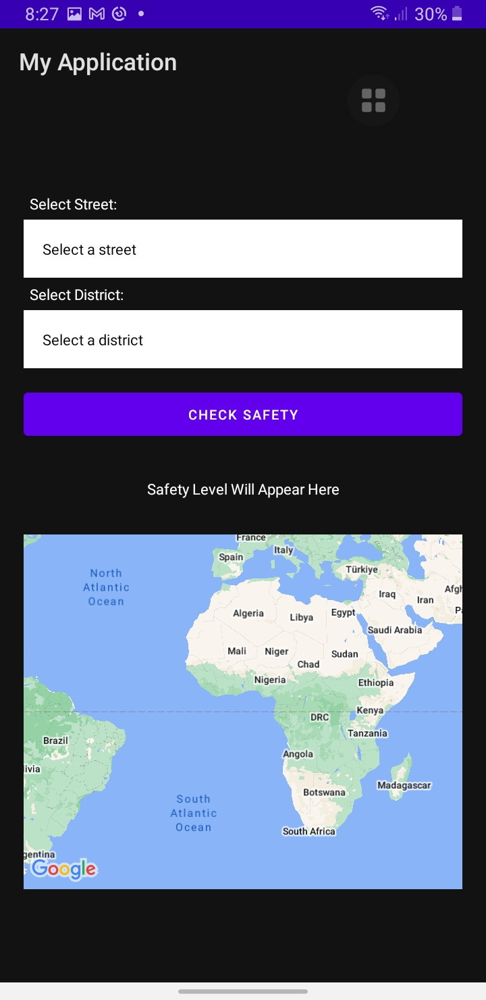 8:27 30%
My Application
Select Street:
Select a street
Select District:
Select a district
CHECK SAFETY
Safety Level Will Appear Here
France
Italy
Spain
Türkiye
North
Atlantic
Ocean
Iraq
Afgh
Iran
Pa
Algeria
Libya
Egypt
Saudi Arabia
Mali
Niger
Sudan
Chad
Nigeria
Ethiopia
Kenya
DRC
Tanzania
Brazil
Angola
livia
Madagascar
Botswana
South
Atlantic
Ocean
South Africa
gentina
Google